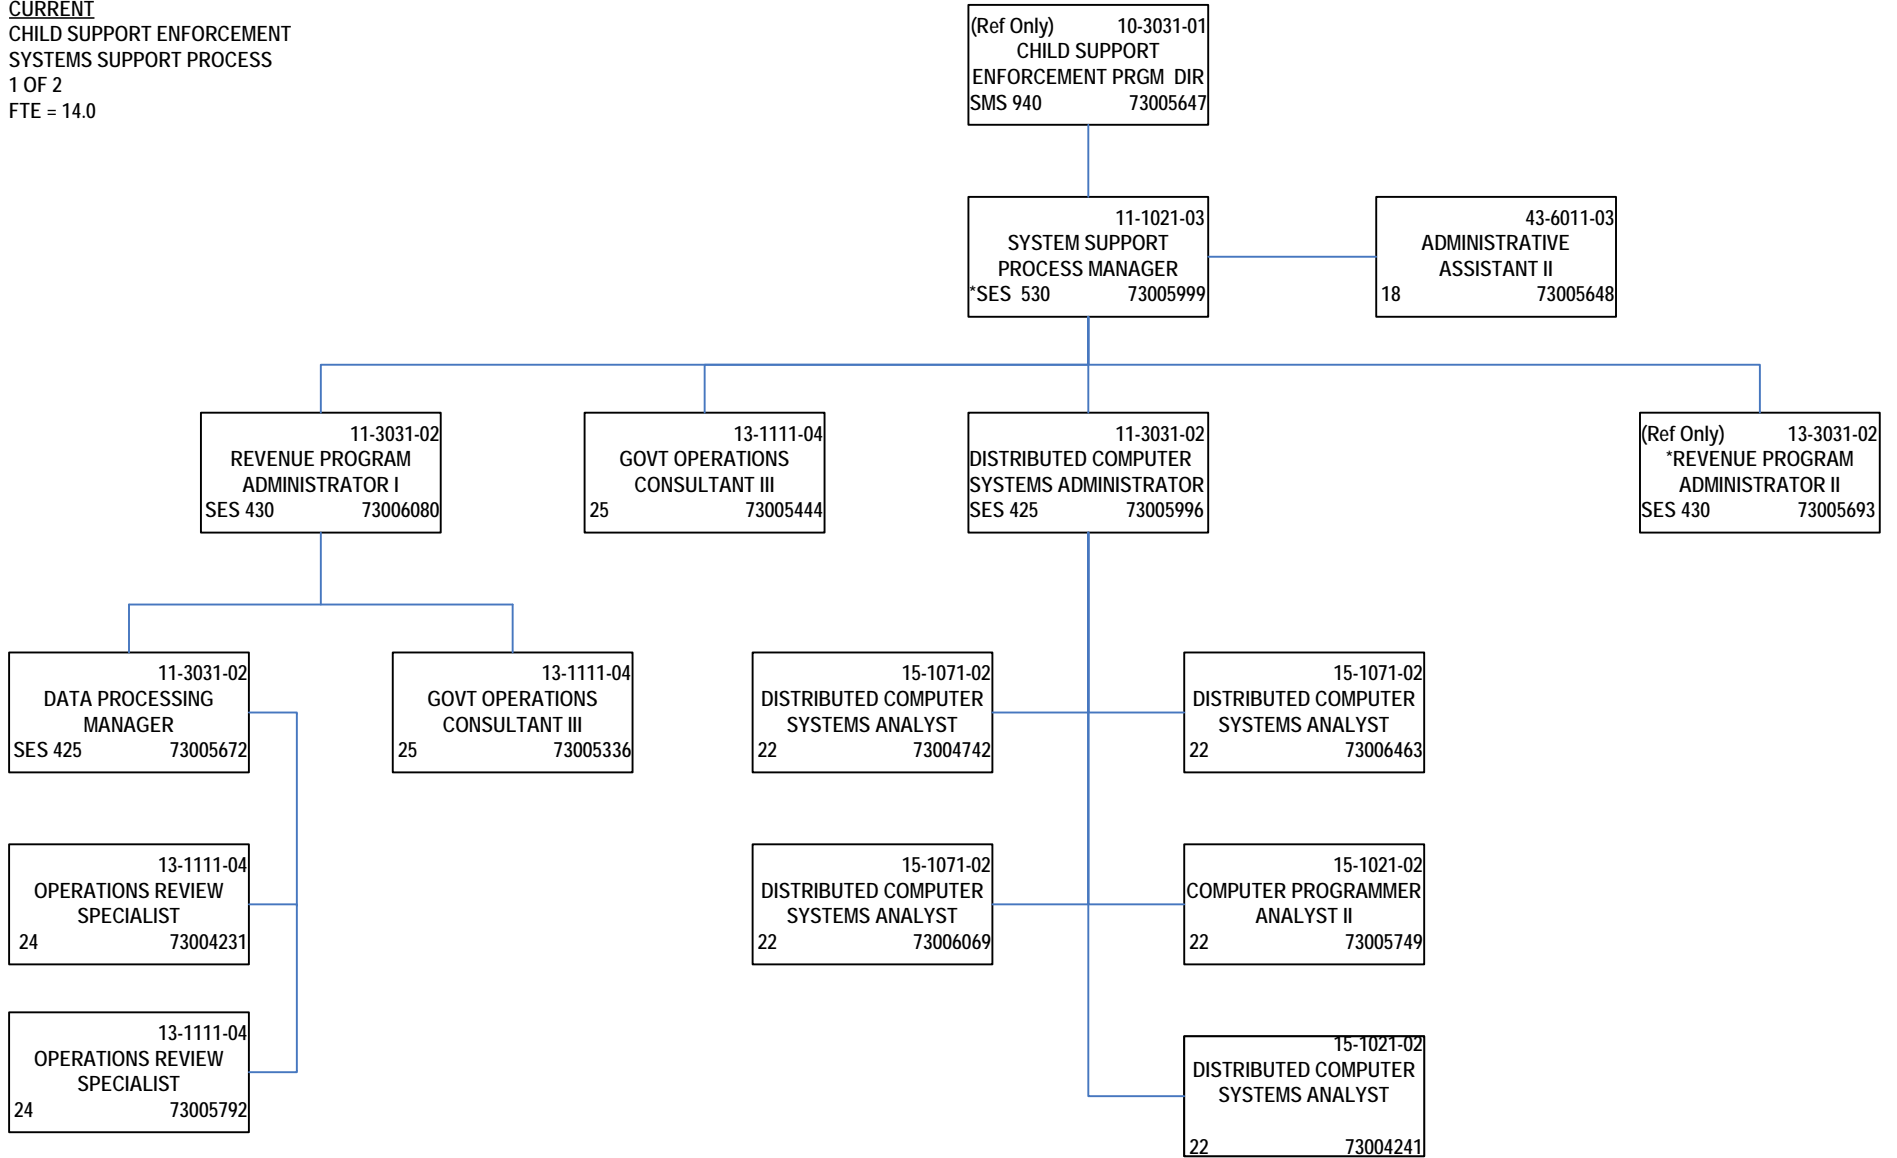 CURRENT
CHILD SUPPORT ENFORCEMENT
SYSTEMS SUPPORT PROCESS
1 OF 2
FTE = 14.0
(Ref Only) 10-3031-01
CHILD SUPPORT
ENFORCEMENT PRGM DIR
SMS 940 73005647
11-1021-03
SYSTEM SUPPORT
PROCESS MANAGER
*SES 530 73005999
43-6011-03
ADMINISTRATIVE
ASSISTANT II
18 73005648
11-3031-02
REVENUE PROGRAM
ADMINISTRATOR I
SES 430 73006080
13-1111-04
GOVT OPERATIONS
CONSULTANT III
25 73005444
11-3031-02
DISTRIBUTED COMPUTER
SYSTEMS ADMINISTRATOR
SES 425 73005996
(Ref Only) 13-3031-02
*REVENUE PROGRAM
ADMINISTRATOR II
SES 430 73005693
11-3031-02
DATA PROCESSING
MANAGER
SES 425 73005672
13-1111-04
GOVT OPERATIONS
CONSULTANT III
25 73005336
15-1071-02
DISTRIBUTED COMPUTER
SYSTEMS ANALYST
22 73004742
15-1071-02
DISTRIBUTED COMPUTER
SYSTEMS ANALYST
22 73006463
13-1111-04
OPERATIONS REVIEW
SPECIALIST
24 73004231
15-1071-02
DISTRIBUTED COMPUTER
SYSTEMS ANALYST
22 73006069
15-1021-02
COMPUTER PROGRAMMER
ANALYST II
22 73005749
13-1111-04
OPERATIONS REVIEW
SPECIALIST
24 73005792
15-1021-02
DISTRIBUTED COMPUTER
SYSTEMS ANALYST
22 73004241